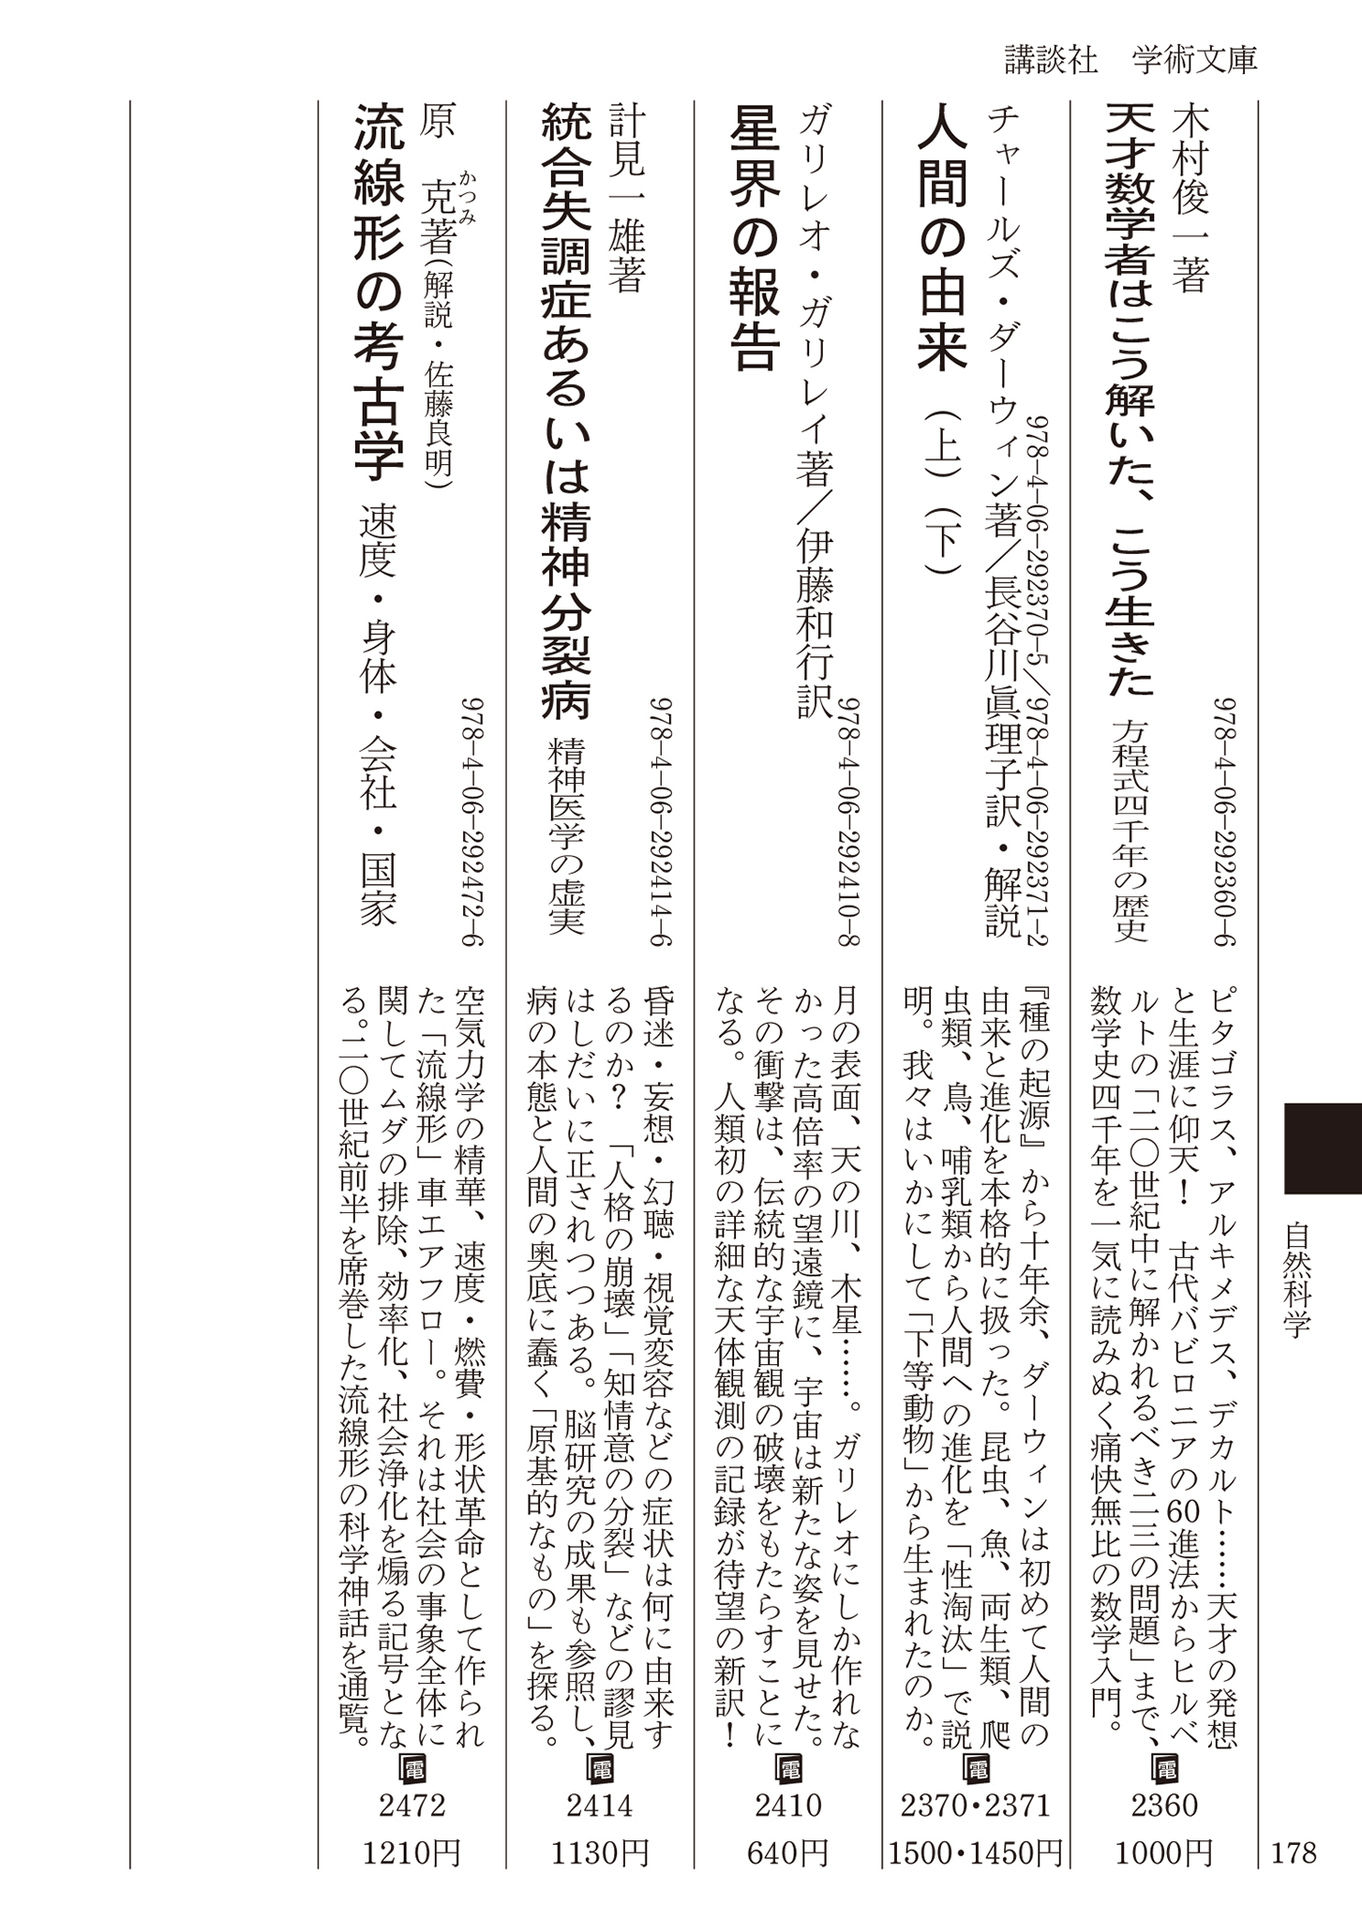 講談社　学術文庫
木村俊一著
天才数学者はこう解いた、こう生きた　方程式四千年の歴史
978-4-06-292360-6
ピタゴラス、アルキメデス、デカルト……天才の発想
と生涯に仰天！　古代バビロニアの60進法からヒルベ
ルトの「二〇世紀中に解かれるべき二三の問題」まで、
数学史四千年を一気に読みぬく痛快無比の数学入門。
電
2360
1000円
チャールズ・ダーウィン著／長谷川眞理子訳・解説
人間の由来（上）（下）
978-4-06-292370-5／978-4-06-292371-2
『種の起源』から十年余、ダーウィンは初めて人間の
由来と進化を本格的に扱った。昆虫、魚、両生類、爬
虫類、鳥、哺乳類から人間への進化を「性淘汰」で説
明。我々はいかにして「下等動物」から生まれたのか。
電
2370・2371
1500・1450円
ガリレオ・ガリレイ著／伊藤和行訳
星界の報告
978-4-06-292410-8
月の表面、天の川、木星……。ガリレオにしか作れな
かった高倍率の望遠鏡に、宇宙は新たな姿を見せた。
その衝撃は、伝統的な宇宙観の破壊をもたらすことに
なる。人類初の詳細な天体観測の記録が待望の新訳！
電
2410
640円
計見一雄著
統合失調症あるいは精神分裂病　精神医学の虚実
978-4-06-292414-6
昏迷・妄想・幻聴・視覚変容などの症状は何に由来す
るのか？　「人格の崩壊」「知情意の分裂」などの謬見
はしだいに正されつつある。脳研究の成果も参照し、
病の本態と人間の奥底に蠢く「原基的なもの」を探る。
電
2414
1130円
原　克著（解説・佐藤良明）
かつみ
流線形の考古学　速度・身体・会社・国家
978-4-06-292472-6
空気力学の精華、速度・燃費・形状革命として作られ
た「流線形」車エアフロー。それは社会の事象全体に
関してムダの排除、効率化、社会浄化を煽る記号とな
る。二〇世紀前半を席巻した流線形の科学神話を通覧。
電
2472
1210円
自然科学
178